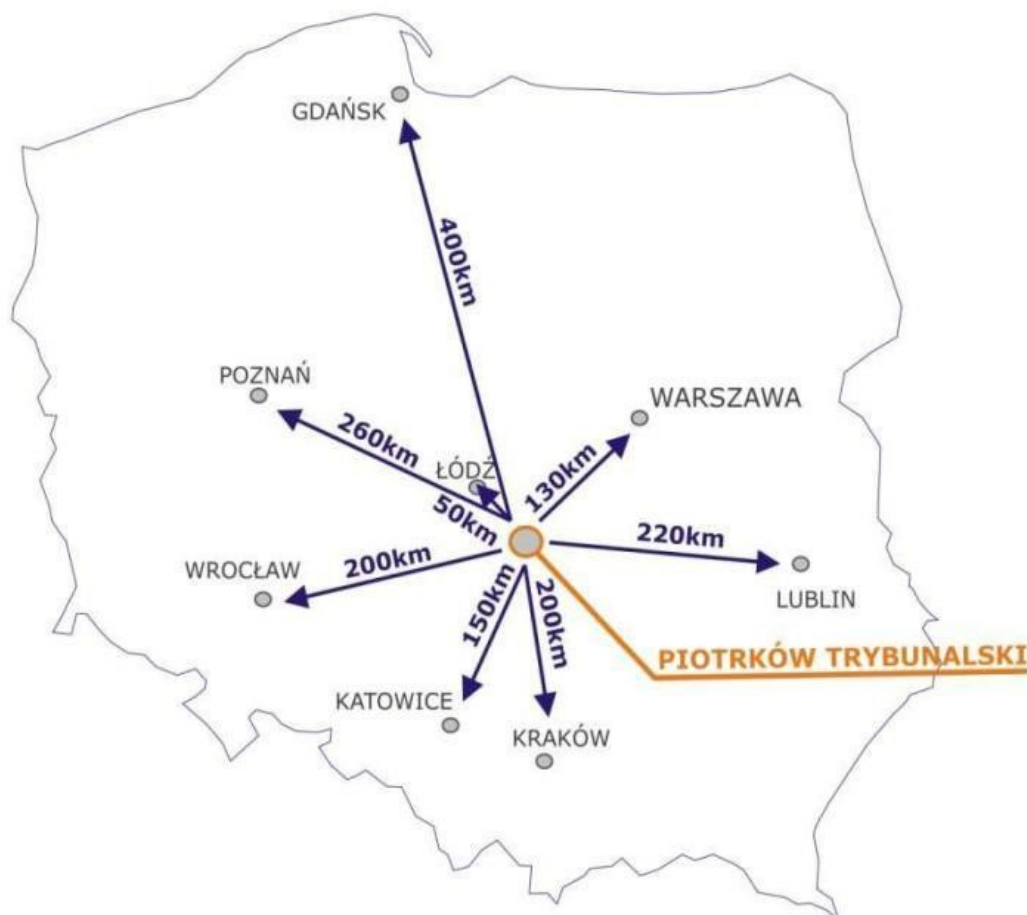 GDAŃSK
400km
POZNAŃ
WARSZAWA
260km
ŁÓDŹ
130km
50km
220km
200km
WROCŁAW
LUBLIN
150km
200km
PIOTRKÓW TRYBUNALSKI
KATOWICE
KRAKÓW